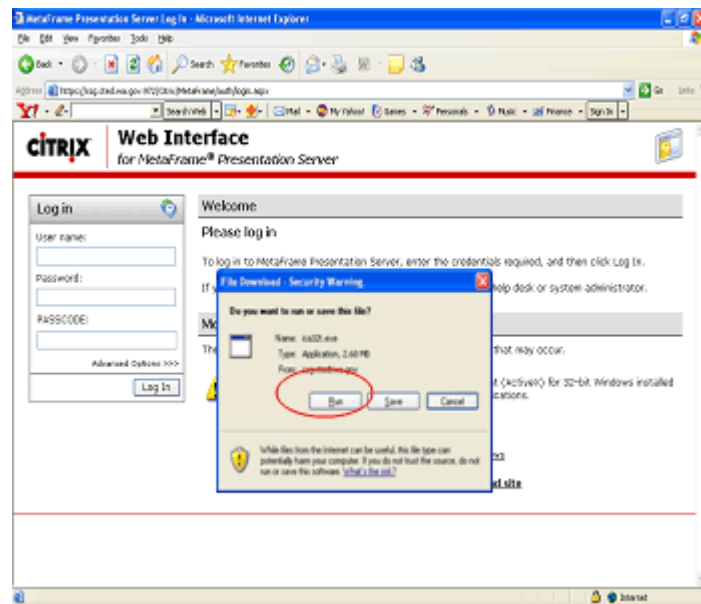 MetaFrame Presentation Server Log In - Microsoft Internet Explorer
File Edit View Favorites Tools Help
Back Search Favorites
Address Go Links
Search Web Mail My Yahoo! Games Personals Music Finance Sign In
CITRIX
Web Interface
for MetaFrame® Presentation Server
Log in
User name:
Password:
PASSCODE:
Advanced Options >>>
Log In
Welcome
Please log in
To log in to MetaFrame Presentation Server, enter the credentials required, and then click Log In.
If help desk or system administrator.
Me
The that may occur.
(ActiveX) for 32-bit Windows installed
d site
File Download - Security Warning
Do you want to run or save this file?
Name: ica32t.exe
Type: Application, 2.68 MB
From:
Run Save Cancel
While files from the Internet can be useful, this file type can
potentially harm your computer. If you do not trust the source, do not
run or save this software. What's the risk?
Internet